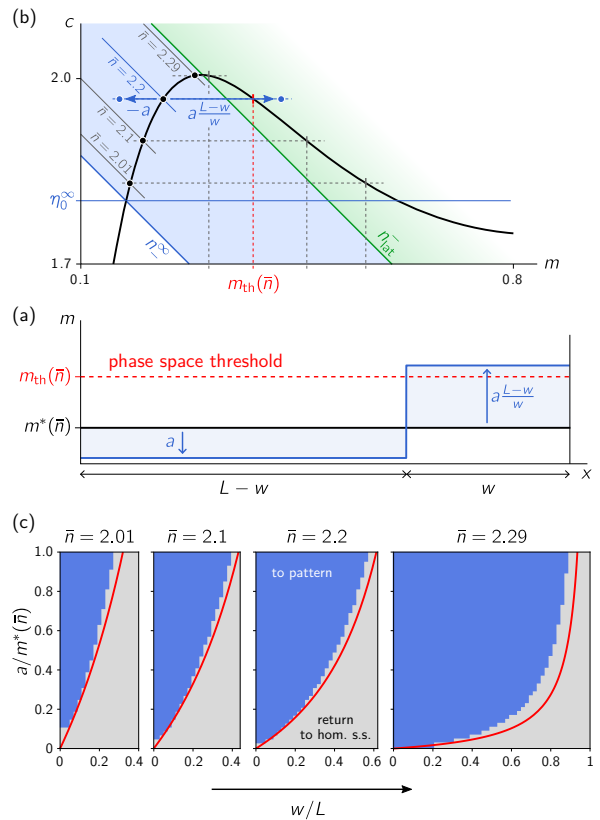 (b)
c
2.0
1.7
η₀^∞
n̄ = 2.29
n̄ = 2.2
n̄ = 2.1
n̄ = 2.01
−a
a (L−w)/w
n₋^∞
n⁻_lat
0.1
m_th(n̄)
0.8
m
(a)
m
phase space threshold
m_th(n̄)
m*(n̄)
a
a (L−w)/w
L − w
w
x
(c)
n̄ = 2.01
n̄ = 2.1
n̄ = 2.2
n̄ = 2.29
a/m*(n̄)
1.0
0.8
0.6
0.4
0.2
0
to pattern
return
to hom. s.s.
0 0.2 0.4
0 0.2 0.4
0 0.2 0.4 0.6
0 0.2 0.4 0.6 0.8 1
w/L